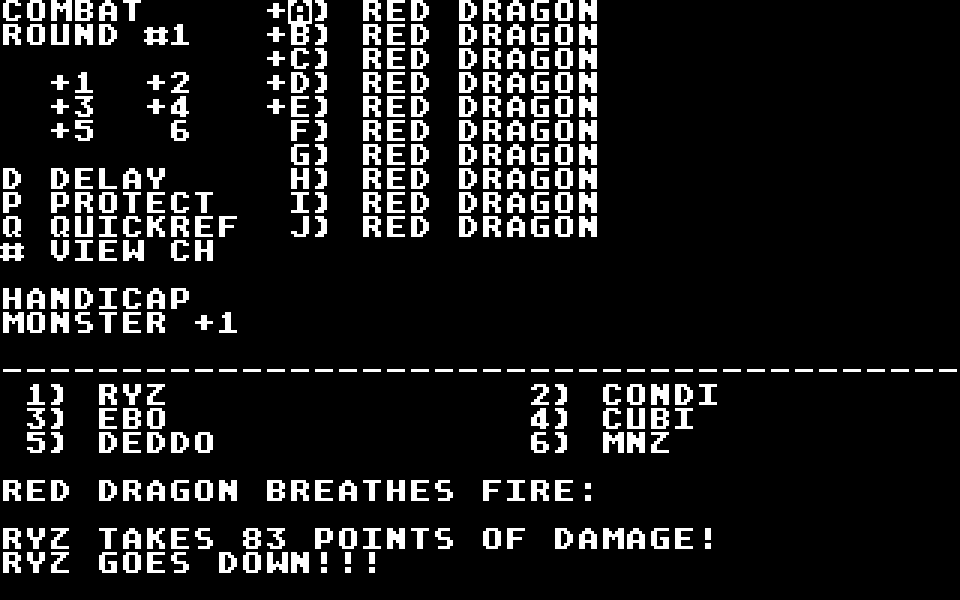 COMBAT +A) RED DRAGON
ROUND #1 +B) RED DRAGON
+C) RED DRAGON
+1 +2 +D) RED DRAGON
+3 +4 +E) RED DRAGON
+5 6 F) RED DRAGON
G) RED DRAGON
D DELAY H) RED DRAGON
P PROTECT I) RED DRAGON
Q QUICKREF J) RED DRAGON
# VIEW CH
HANDICAP
MONSTER +1
----------------------------------------
1) RYZ 2) CONDI
3) EBO 4) CUBI
5) DEDDO 6) MNZ
RED DRAGON BREATHES FIRE:
RYZ TAKES 83 POINTS OF DAMAGE!
RYZ GOES DOWN!!!